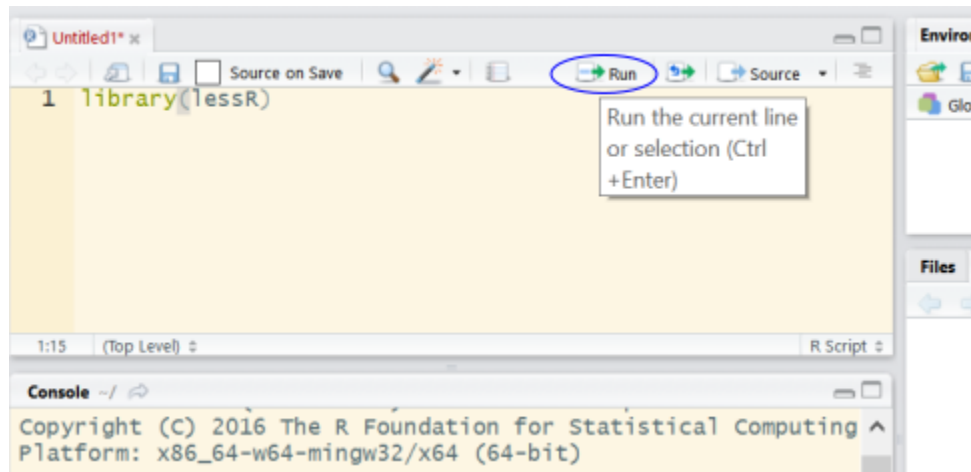 Untitled1*
Environ
Source on Save
Run
Source
1 library(lessR)
Glo
Run the current line
or selection (Ctrl
+Enter)
Files
1:15 (Top Level) R Script
Console ~/
Copyright (C) 2016 The R Foundation for Statistical Computing
Platform: x86_64-w64-mingw32/x64 (64-bit)